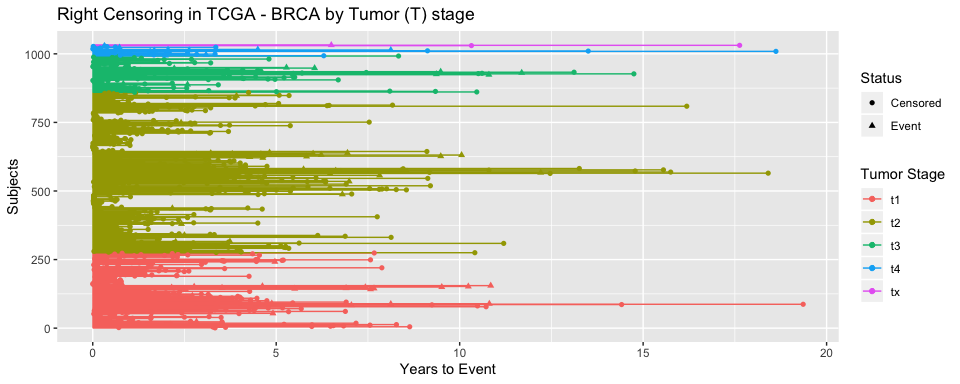 Right Censoring in TCGA - BRCA by Tumor (T) stage
1000
750
500
250
0
Subjects
0 5 10 15 20
Years to Event
Status
Censored
Event
Tumor Stage
t1
t2
t3
t4
tx